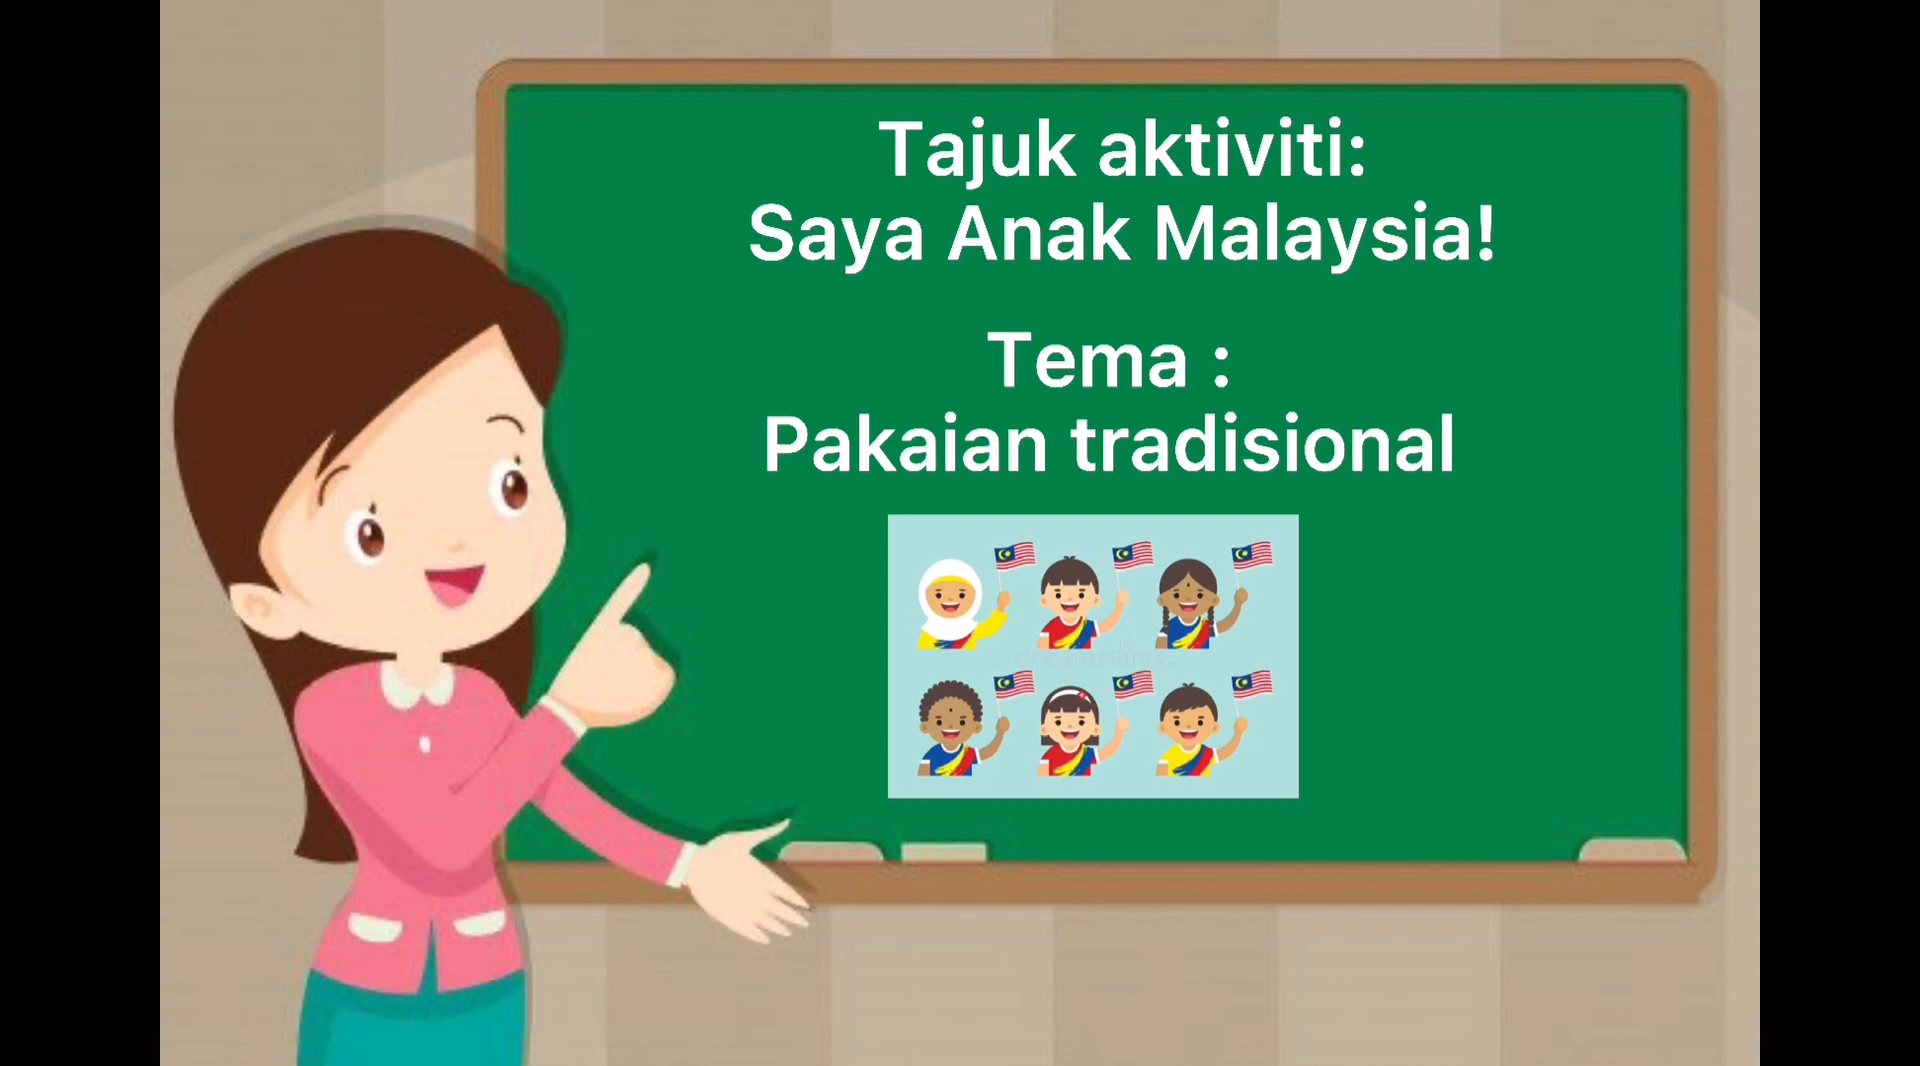 Tajuk aktiviti:
Saya Anak Malaysia!
Tema :
Pakaian tradisional